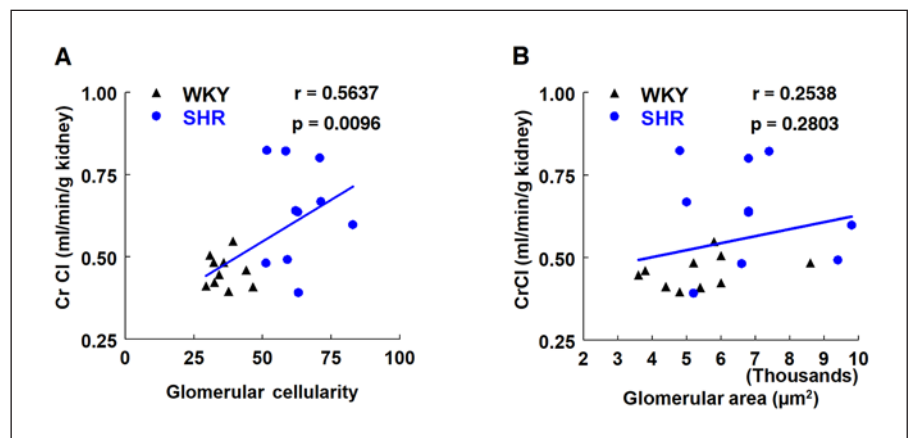 A
WKY
SHR
r = 0.5637
p = 0.0096
Cr Cl (ml/min/g kidney)
1.00
0.75
0.50
0.25
0
25
50
75
100
Glomerular cellularity
B
WKY
SHR
r = 0.2538
p = 0.2803
CrCl (ml/min/g kidney)
1.00
0.75
0.50
0.25
2
3
4
5
6
7
8
9
10
(Thousands)
Glomerular area (µm²)